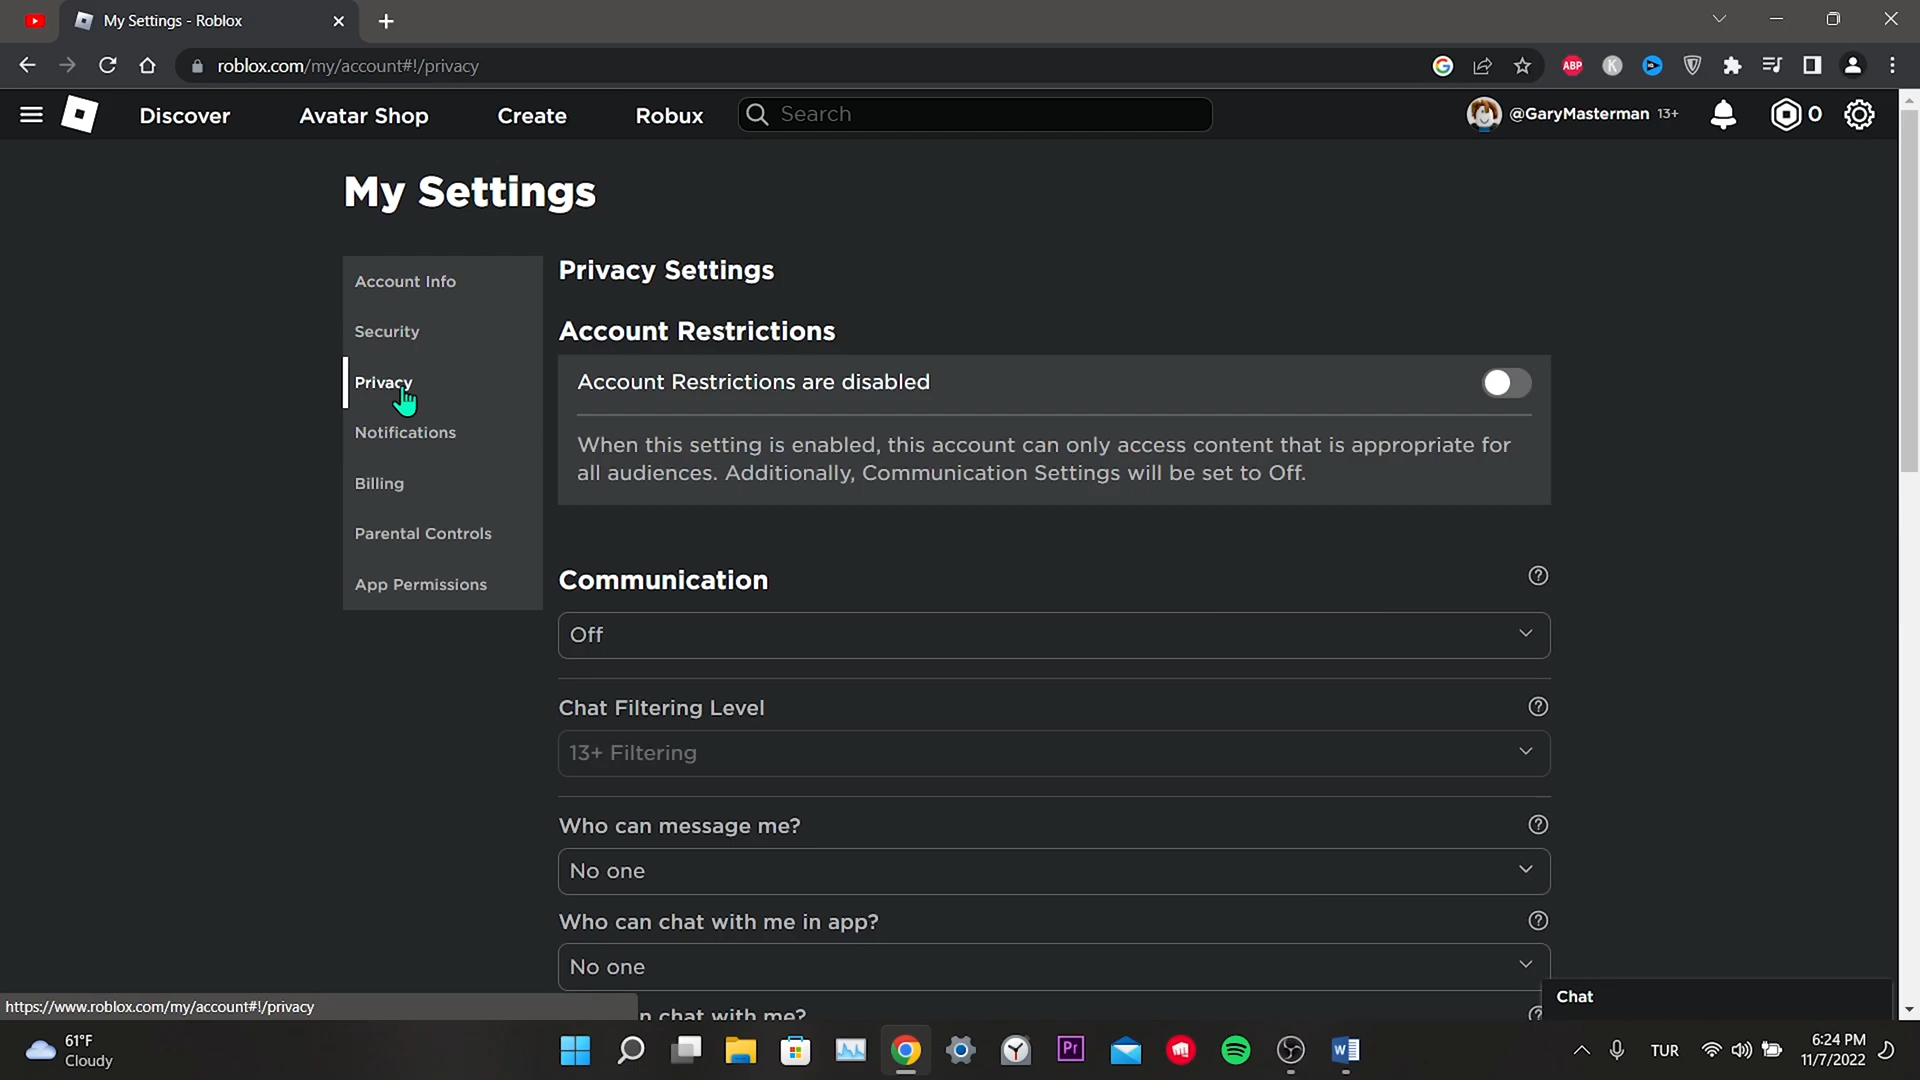 My Settings - Roblox
roblox.com/my/account#!/privacy
ABP
K
Discover
Avatar Shop
Create
Robux
Search
@GaryMasterman 13+
0
My Settings
Account Info
Security
Privacy
Notifications
Billing
Parental Controls
App Permissions
Privacy Settings
Account Restrictions
Account Restrictions are disabled
When this setting is enabled, this account can only access content that is appropriate for
all audiences. Additionally, Communication Settings will be set to Off.
Communication
Off
Chat Filtering Level
13+ Filtering
Who can message me?
No one
Who can chat with me in app?
No one
n chat with me?
Chat
https://www.roblox.com/my/account#!/privacy
61°F
Cloudy
Pr
W
TUR
6:24 PM
11/7/2022